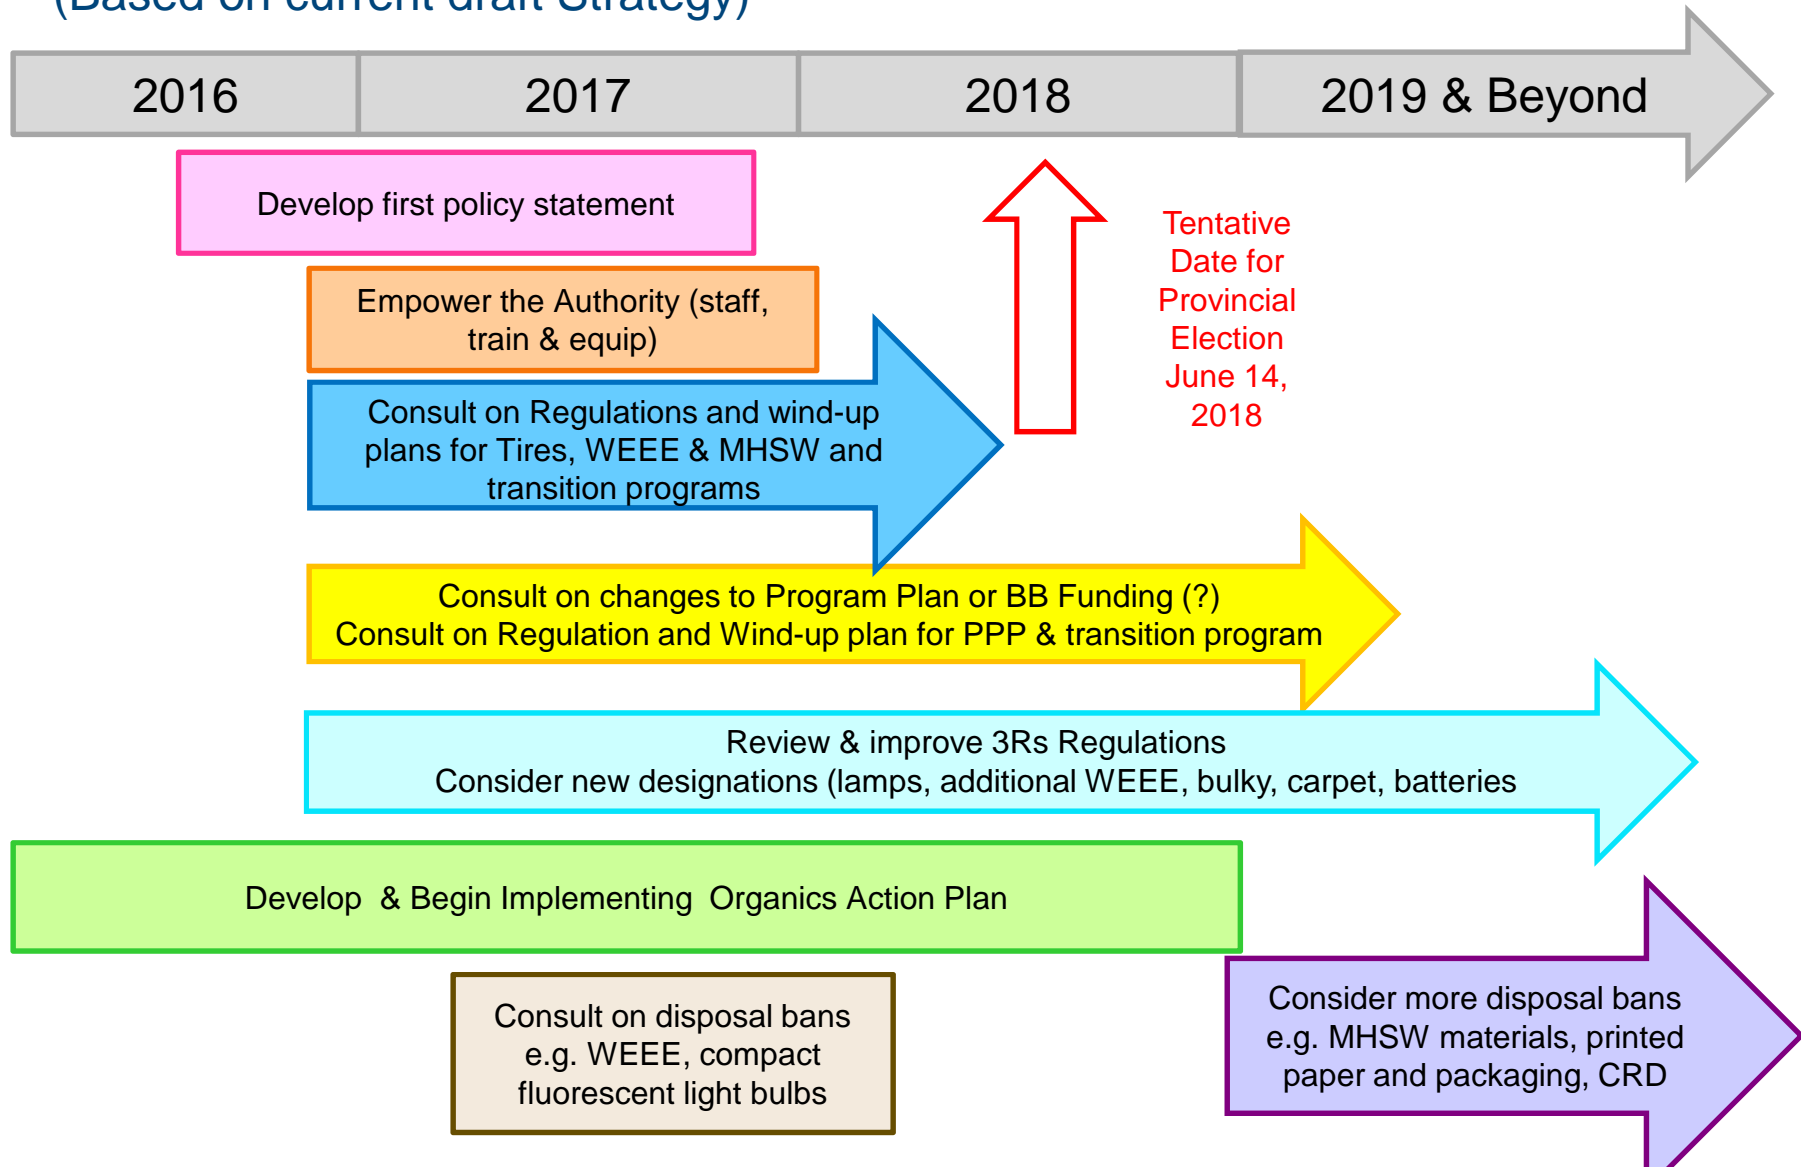 (Based on current draft Strategy)
2016
2017
2018
2019 & Beyond
Develop first policy statement
Tentative
Date for
Provincial
Election
June 14,
2018
Empower the Authority (staff,
train & equip)
Consult on Regulations and wind-up
plans for Tires, WEEE & MHSW and
transition programs
Consult on changes to Program Plan or BB Funding (?)
Consult on Regulation and Wind-up plan for PPP & transition program
Review & improve 3Rs Regulations
Consider new designations (lamps, additional WEEE, bulky, carpet, batteries
Develop & Begin Implementing Organics Action Plan
Consult on disposal bans
e.g. WEEE, compact
fluorescent light bulbs
Consider more disposal bans
e.g. MHSW materials, printed
paper and packaging, CRD